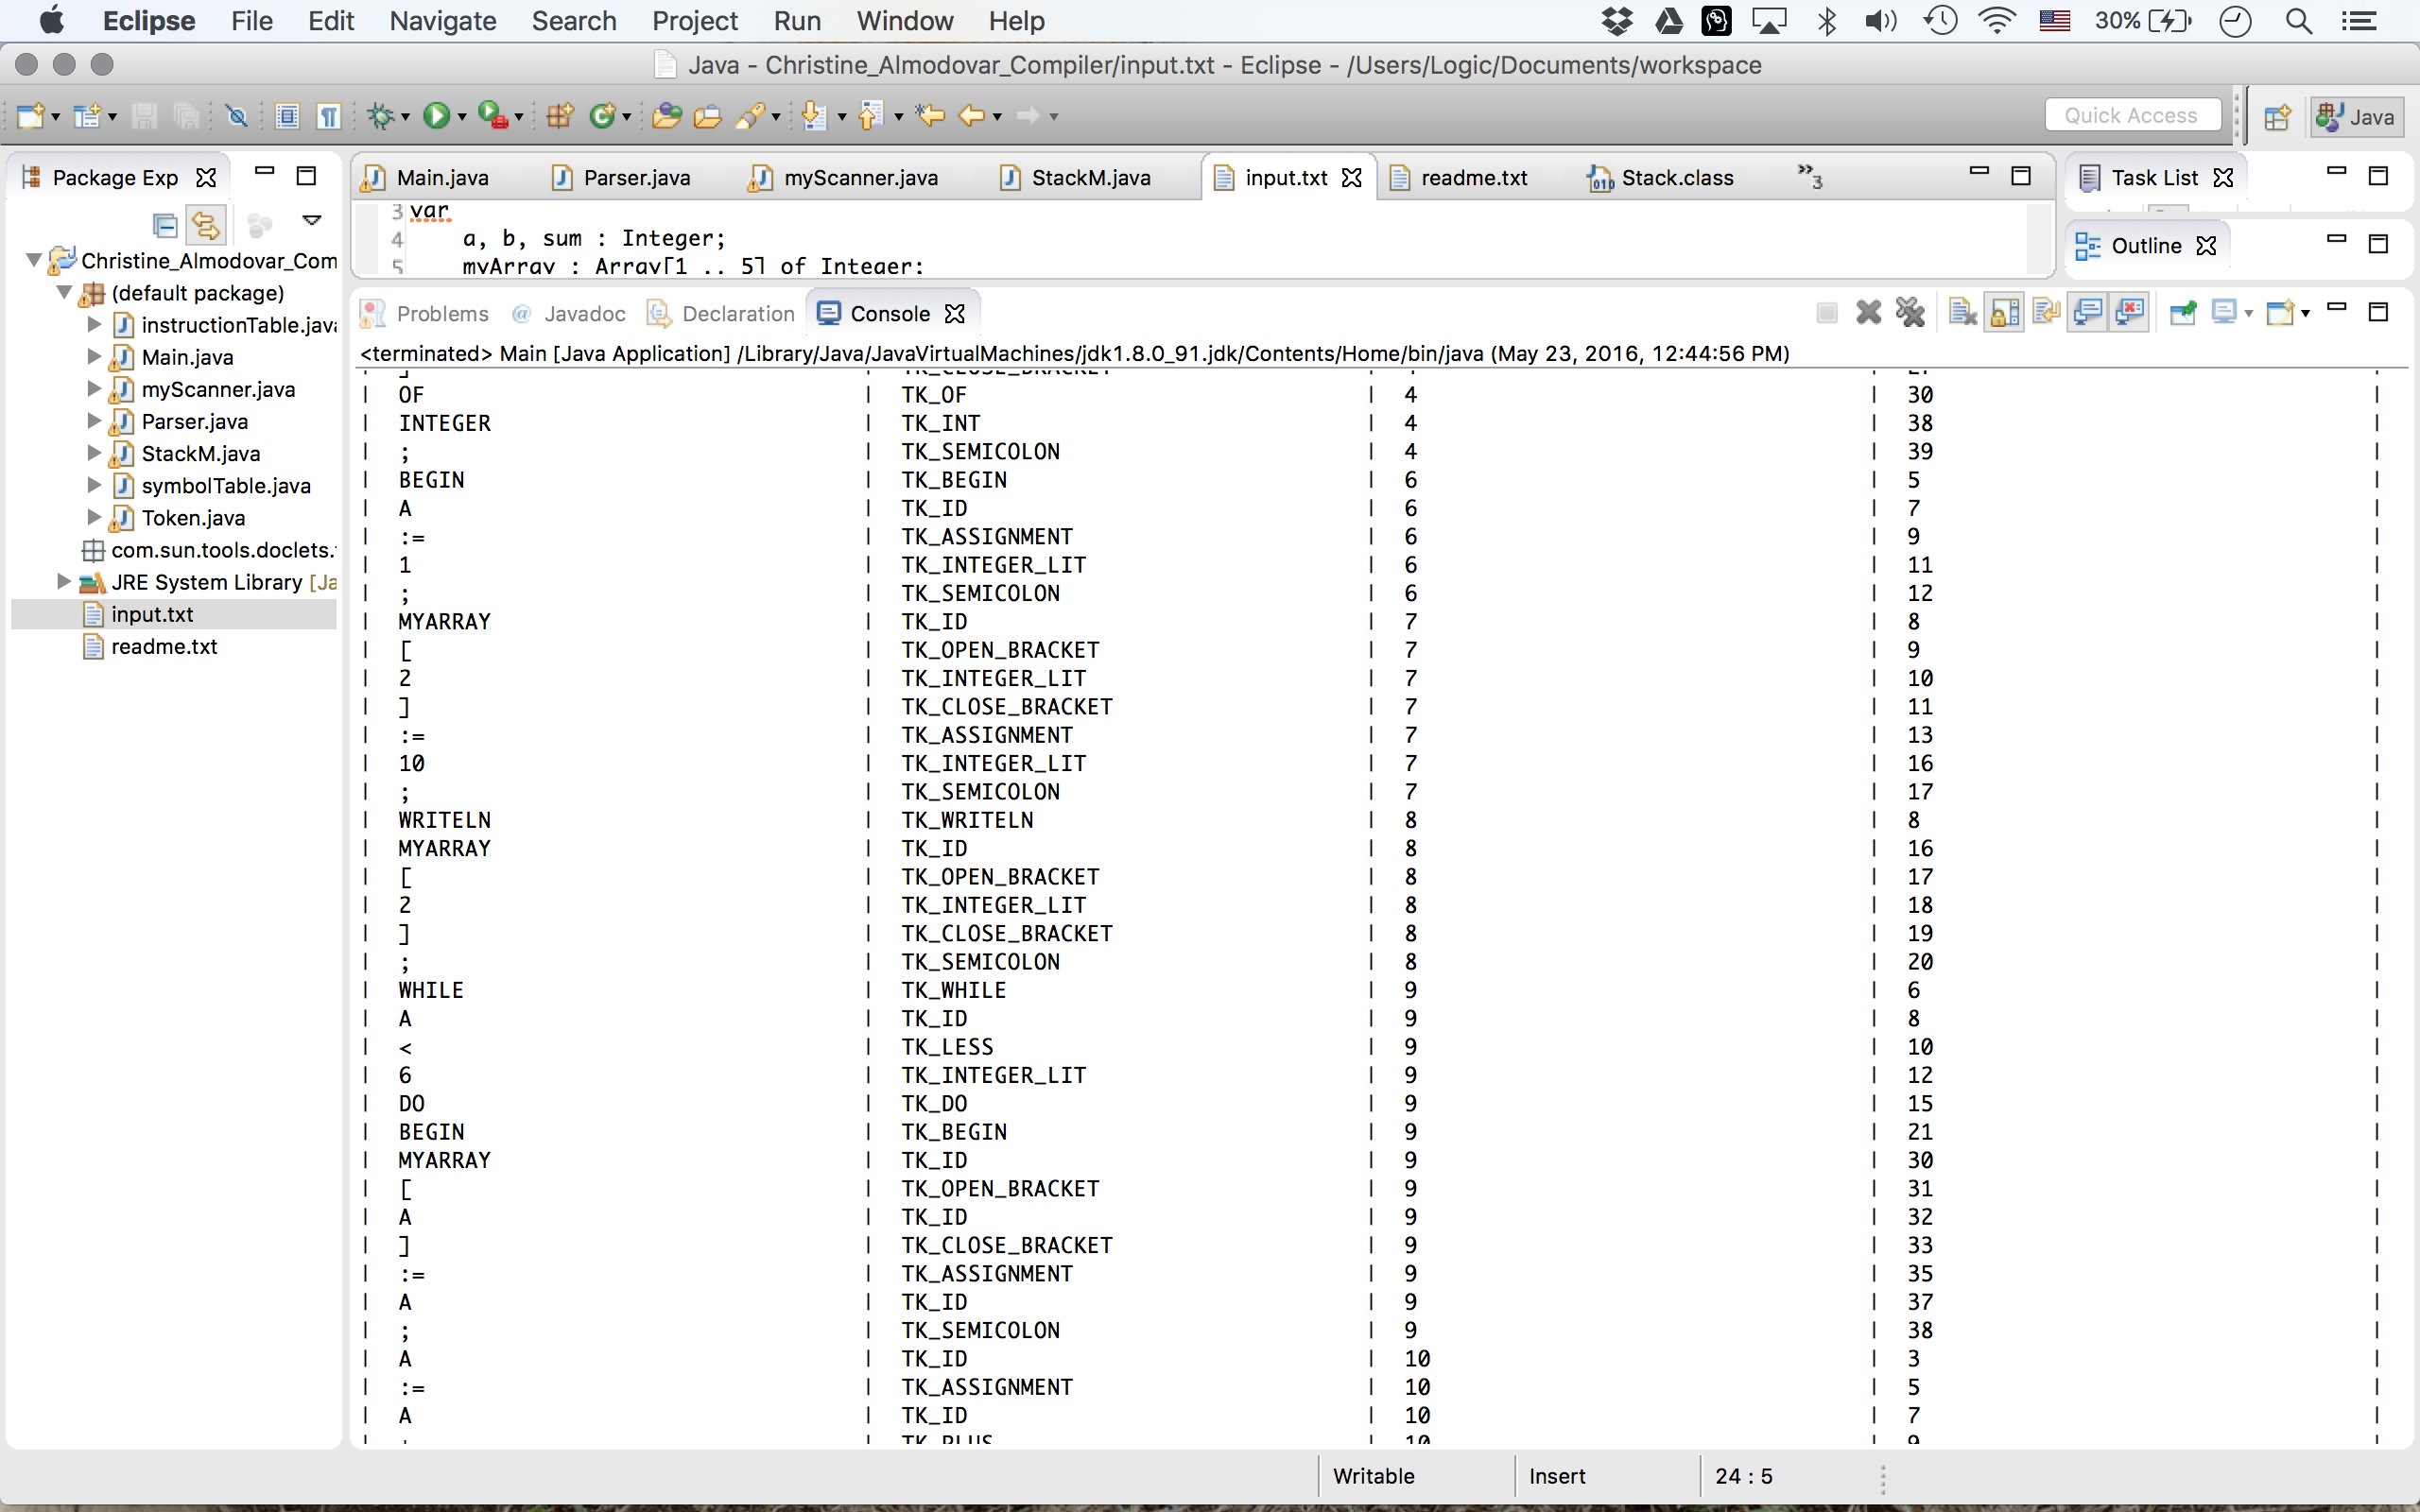 Eclipse File Edit Navigate Search Project Run Window Help 30%
Java - Christine_Almodovar_Compiler/input.txt - Eclipse - /Users/Logic/Documents/workspace
Quick Access Java
Package Exp
Christine_Almodovar_Com
(default package)
instructionTable.java
Main.java
myScanner.java
Parser.java
StackM.java
symbolTable.java
Token.java
com.sun.tools.doclets.
JRE System Library [Ja
input.txt
readme.txt
Main.java Parser.java myScanner.java StackM.java input.txt readme.txt Stack.class »3
3 var
4 a, b, sum : Integer;
5 myArray : Array[1 .. 5] of Integer;
Task List
Outline
Problems @ Javadoc Declaration Console
<terminated> Main [Java Application] /Library/Java/JavaVirtualMachines/jdk1.8.0_91.jdk/Contents/Home/bin/java (May 23, 2016, 12:44:56 PM)
| OF | TK_OF | 4 | 30 |
| INTEGER | TK_INT | 4 | 38 |
| ; | TK_SEMICOLON | 4 | 39 |
| BEGIN | TK_BEGIN | 6 | 5 |
| A | TK_ID | 6 | 7 |
| := | TK_ASSIGNMENT | 6 | 9 |
| 1 | TK_INTEGER_LIT | 6 | 11 |
| ; | TK_SEMICOLON | 6 | 12 |
| MYARRAY | TK_ID | 7 | 8 |
| [ | TK_OPEN_BRACKET | 7 | 9 |
| 2 | TK_INTEGER_LIT | 7 | 10 |
| ] | TK_CLOSE_BRACKET | 7 | 11 |
| := | TK_ASSIGNMENT | 7 | 13 |
| 10 | TK_INTEGER_LIT | 7 | 16 |
| ; | TK_SEMICOLON | 7 | 17 |
| WRITELN | TK_WRITELN | 8 | 8 |
| MYARRAY | TK_ID | 8 | 16 |
| [ | TK_OPEN_BRACKET | 8 | 17 |
| 2 | TK_INTEGER_LIT | 8 | 18 |
| ] | TK_CLOSE_BRACKET | 8 | 19 |
| ; | TK_SEMICOLON | 8 | 20 |
| WHILE | TK_WHILE | 9 | 6 |
| A | TK_ID | 9 | 8 |
| < | TK_LESS | 9 | 10 |
| 6 | TK_INTEGER_LIT | 9 | 12 |
| DO | TK_DO | 9 | 15 |
| BEGIN | TK_BEGIN | 9 | 21 |
| MYARRAY | TK_ID | 9 | 30 |
| [ | TK_OPEN_BRACKET | 9 | 31 |
| A | TK_ID | 9 | 32 |
| ] | TK_CLOSE_BRACKET | 9 | 33 |
| := | TK_ASSIGNMENT | 9 | 35 |
| A | TK_ID | 9 | 37 |
| ; | TK_SEMICOLON | 9 | 38 |
| A | TK_ID | 10 | 3 |
| := | TK_ASSIGNMENT | 10 | 5 |
| A | TK_ID | 10 | 7 |
| TK_PLUS | 10 | 9 |
Writable Insert 24 : 5